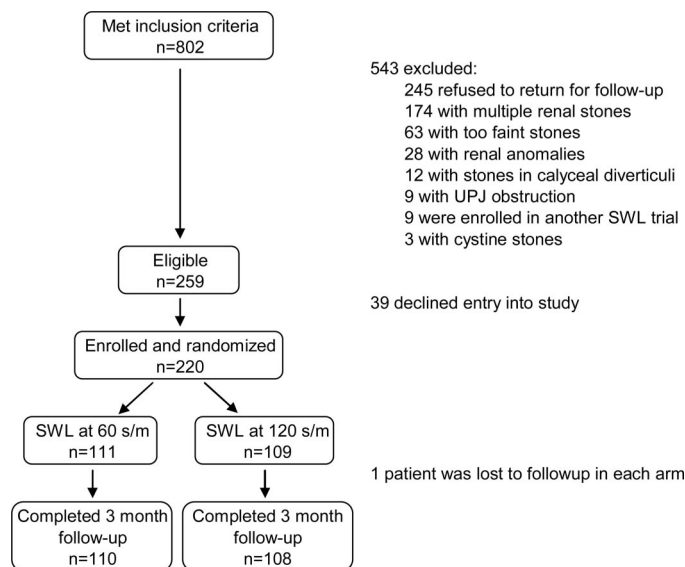 Met inclusion criteria
n=802
543 excluded:
245 refused to return for follow-up
174 with multiple renal stones
63 with too faint stones
28 with renal anomalies
12 with stones in calyceal diverticuli
9 with UPJ obstruction
9 were enrolled in another SWL trial
3 with cystine stones
Eligible
n=259
39 declined entry into study
Enrolled and randomized
n=220
SWL at 60 s/m
n=111
SWL at 120 s/m
n=109
1 patient was lost to followup in each arm
Completed 3 month
follow-up
n=110
Completed 3 month
follow-up
n=108